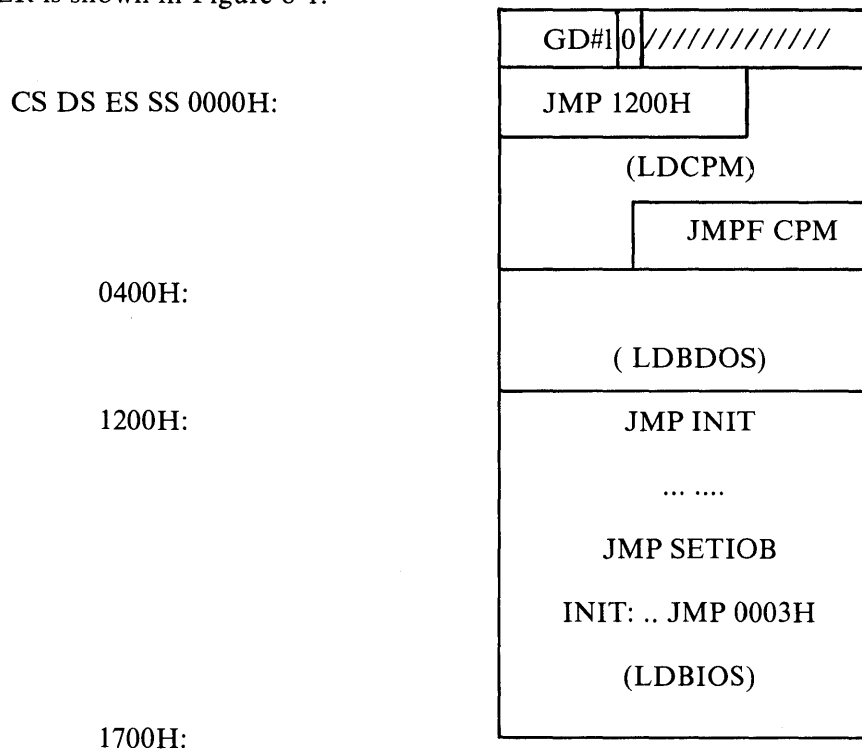 ER is shown in Figure 6-1.
GD#1 0 /////////////
CS DS ES SS 0000H: JMP 1200H
(LDCPM)
JMPF CPM
0400H:
( LDBDOS)
1200H: JMP INIT
... ....
JMP SETIOB
INIT: .. JMP 0003H
(LDBIOS)
1700H: